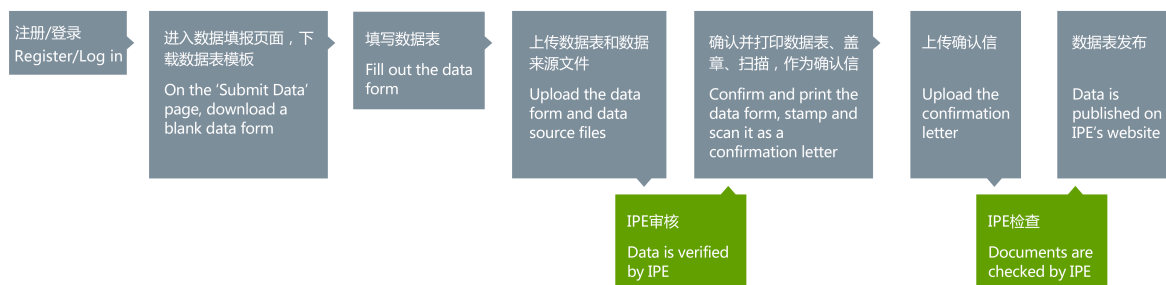 注册/登录
Register/Log in
进入数据填报页面，下
载数据表模板
On the ‘Submit Data’
page, download a
blank data form
填写数据表
Fill out the data
form
上传数据表和数据
来源文件
Upload the data
form and data
source files
确认并打印数据表、盖
章、扫描，作为确认信
Confirm and print the
data form, stamp and
scan it as a
confirmation letter
上传确认信
Upload the
confirmation
letter
数据表发布
Data is
published on
IPE’s website
IPE审核
Data is verified
by IPE
IPE检查
Documents are
checked by IPE